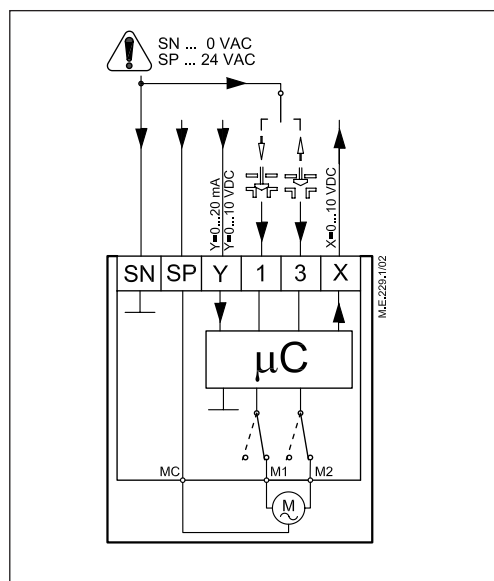 SN ... 0 VAC
SP ... 24 VAC
Y=0...20 mA
Y=0...10 VDC
X=0...10 VDC
SN SP Y 1 3 X
M.E.229.1/02
µC
MC M1 M2
M